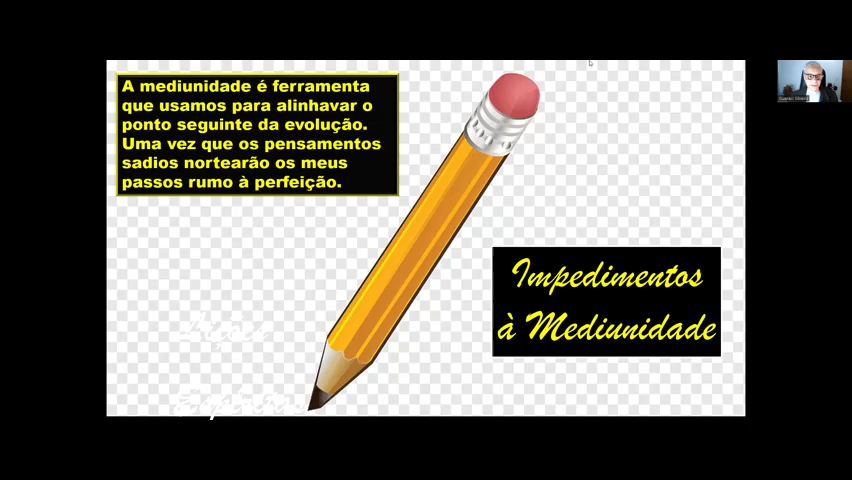 A mediunidade é ferramenta
que usamos para alinhavar o
ponto seguinte da evolução.
Uma vez que os pensamentos
sadios nortearão os meus
passos rumo à perfeição.
Impedimentos
à Mediunidade